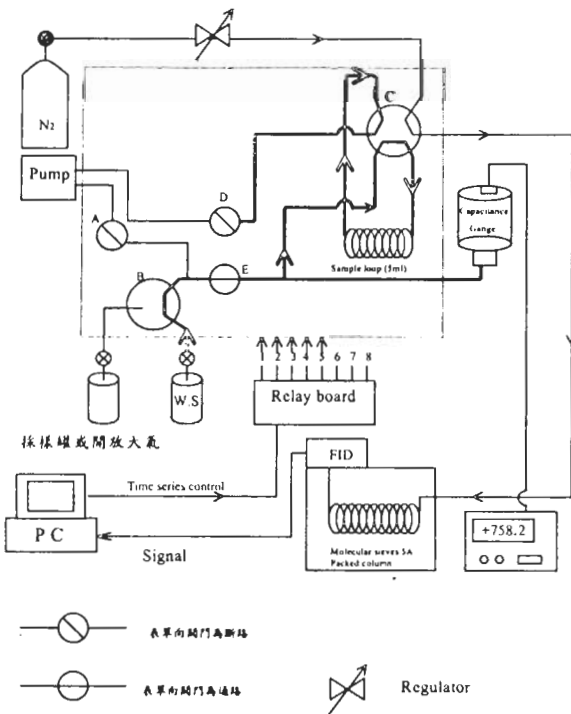 N₂
C
Pump
D
A
Capacitance
Gange
Sample loop (5ml)
E
B
W.S
1 2 3 4 5 6 7 8
Relay board
採樣罐或開放大氣
FID
Time series control
PC
Signal
+758.2
Molecular sieves 5A
Packed column
表單向閥門為斷路
表單向閥門為通路
Regulator